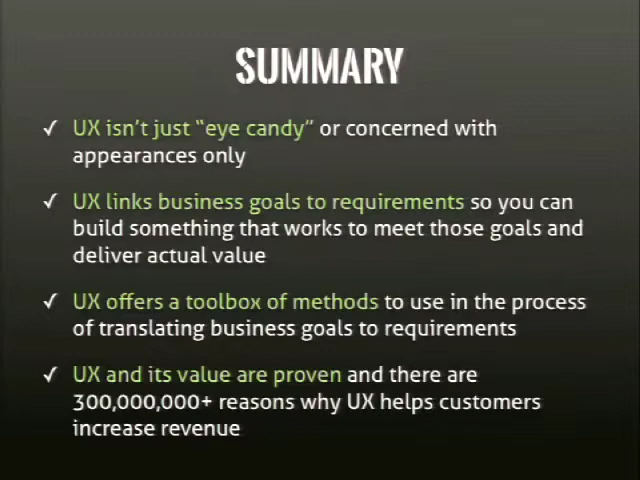 SUMMARY
✓ UX isn't just “eye candy” or concerned with
appearances only
✓ UX links business goals to requirements so you can
build something that works to meet those goals and
deliver actual value
✓ UX offers a toolbox of methods to use in the process
of translating business goals to requirements
✓ UX and its value are proven and there are
300,000,000+ reasons why UX helps customers
increase revenue